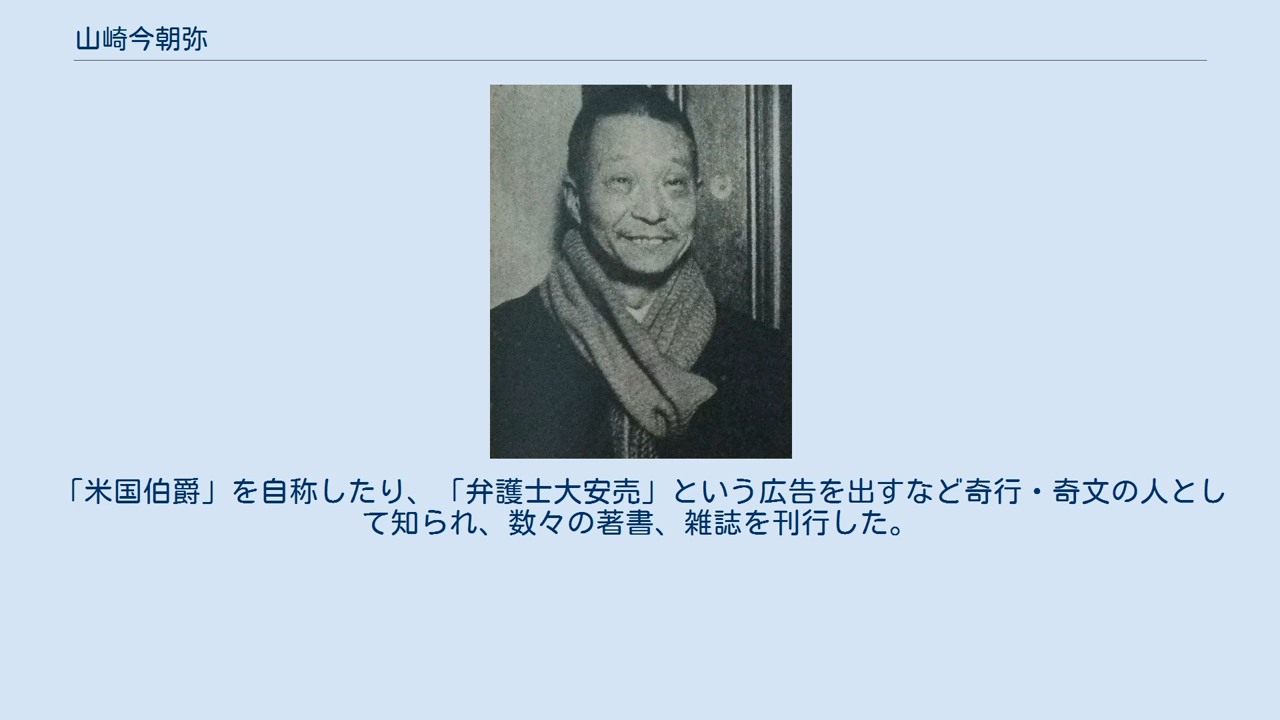 山崎今朝弥
「米国伯爵」を自称したり、「弁護士大安売」という広告を出すなど奇行・奇文の人とし
て知られ、数々の著書、雑誌を刊行した。